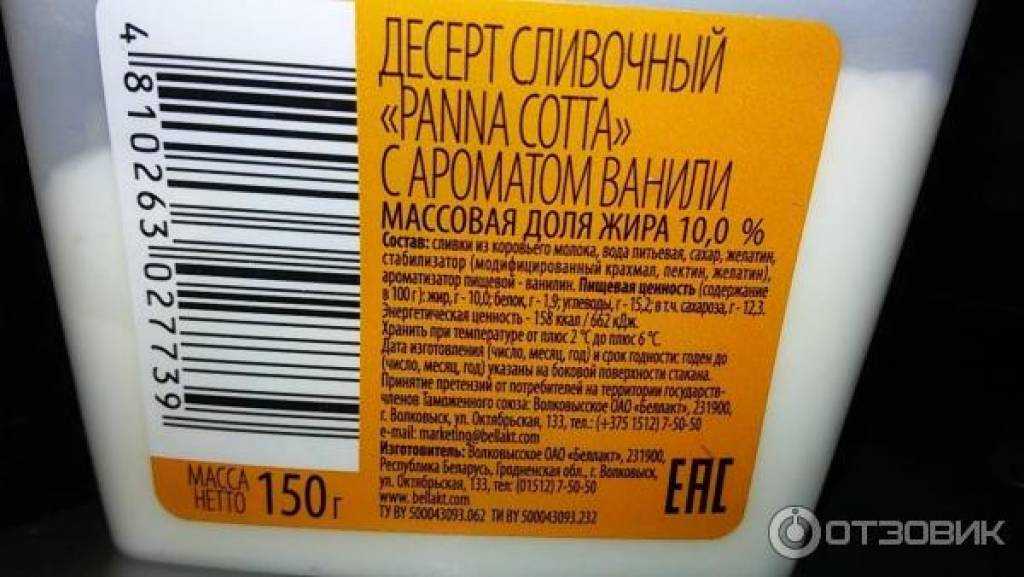 4810263027739
ДЕСЕРТ СЛИВОЧНЫЙ
«PANNA COTTA»
С АРОМАТОМ ВАНИЛИ
МАССОВАЯ ДОЛЯ ЖИРА 10,0 %
Состав: сливки из коровьего молока, вода питьевая, сахар, желатин,
стабилизатор (модифицированный крахмал, пектин, желатин),
ароматизатор пищевой - ванилин. Пищевая ценность (содержание
в 100 г): жир, г - 10,0; белок, г - 1,9; углеводы, г - 15,2; в т.ч. сахароза, г - 12,3.
Энергетическая ценность - 158 ккал / 662 кДж.
Хранить при температуре от плюс 2 °С до плюс 6 °С.
Дата изготовления (число, месяц, год) и срок годности: годен до
(число, месяц, год) указаны на боковой поверхности стакана.
Принятие претензий от потребителей на территории государств-
членов Таможенного союза: Волковысское ОАО «Беллакт», 231900,
г. Волковыск, ул. Октябрьская, 133, тел.: (+375 1512) 7-50-50
e-mail: marketing@bellakt.com
Изготовитель: Волковысское ОАО «Беллакт», 231900,
Республика Беларусь, Гродненская обл., г. Волковыск,
ул. Октябрьская, 133, тел: (01512) 7-50-50
www. bellakt.com
ТУ BY 500043093.062 ТИ BY 500043093.232
EAC
МАССА
НЕТТО 150 г
ОТЗОВИК